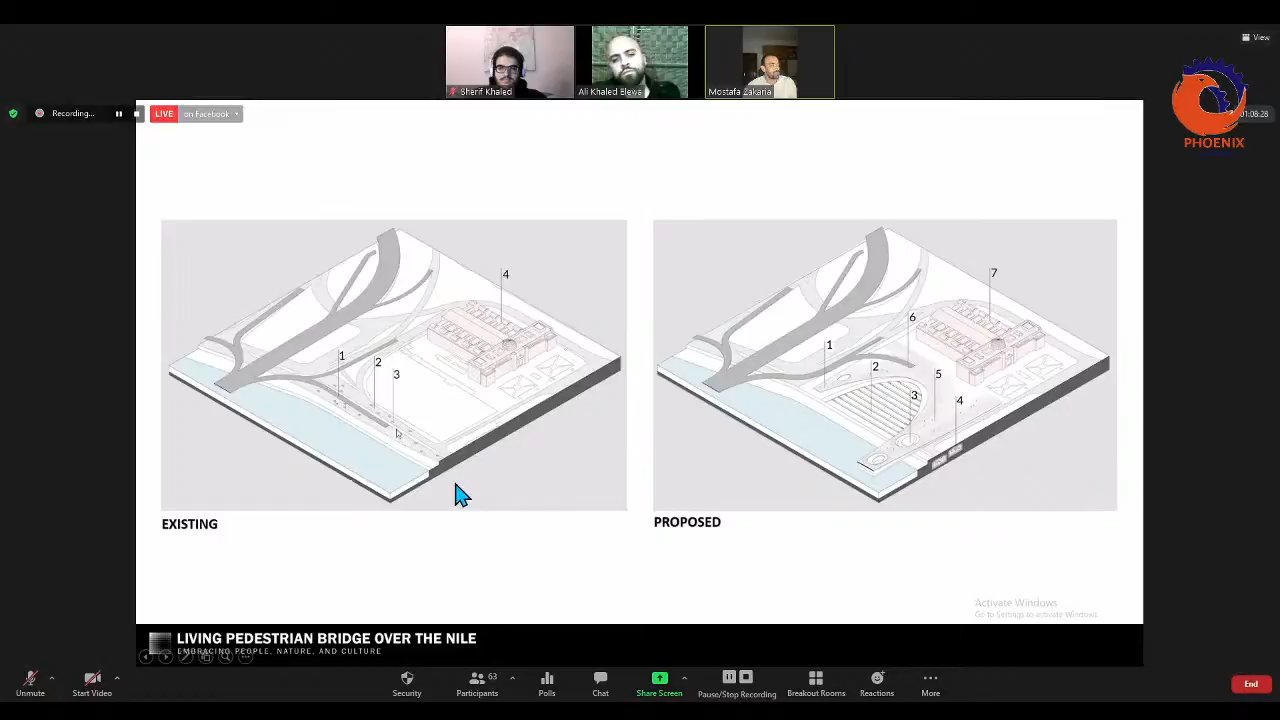 View
Sherif Khaled
Ali Khaled Elewa
Mostafa Zakaria
Recording...
LIVE on Facebook
01:08:28
PHOENIX
4
1
2
3
7
6
1
2
5
3
4
EXISTING
PROPOSED
Activate Windows
Go to Settings to activate Windows.
LIVING PEDESTRIAN BRIDGE OVER THE NILE
EMBRACING PEOPLE, NATURE, AND CULTURE
Unmute
Start Video
Security
Participants 63
Polls
Chat
Share Screen
Pause/Stop Recording
Breakout Rooms
Reactions
More
End